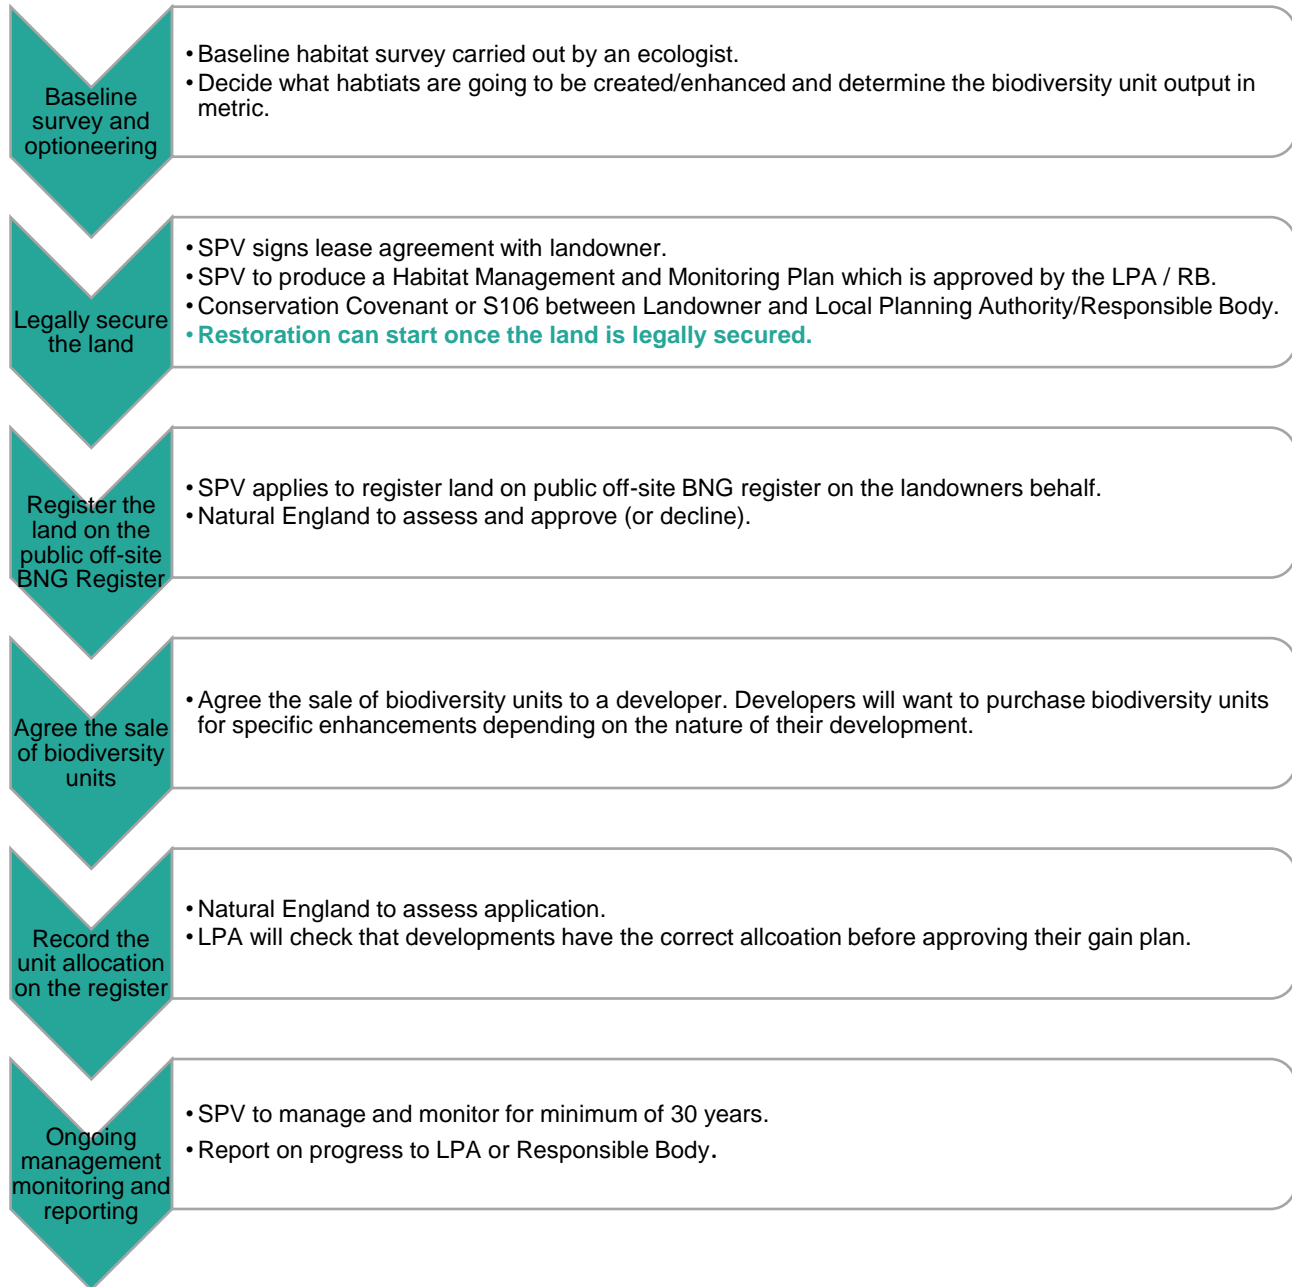 Baseline
survey and
optioneering
• Baseline habitat survey carried out by an ecologist.
• Decide what habtiats are going to be created/enhanced and determine the biodiversity unit output in
metric.
Legally secure
the land
• SPV signs lease agreement with landowner.
• SPV to produce a Habitat Management and Monitoring Plan which is approved by the LPA / RB.
• Conservation Covenant or S106 between Landowner and Local Planning Authority/Responsible Body.
• Restoration can start once the land is legally secured.
Register the
land on the
public off-site
BNG Register
• SPV applies to register land on public off-site BNG register on the landowners behalf.
• Natural England to assess and approve (or decline).
Agree the sale
of biodiversity
units
• Agree the sale of biodiversity units to a developer. Developers will want to purchase biodiversity units
for specific enhancements depending on the nature of their development.
Record the
unit allocation
on the register
• Natural England to assess application.
• LPA will check that developments have the correct allcoation before approving their gain plan.
Ongoing
management
monitoring and
reporting
• SPV to manage and monitor for minimum of 30 years.
• Report on progress to LPA or Responsible Body.